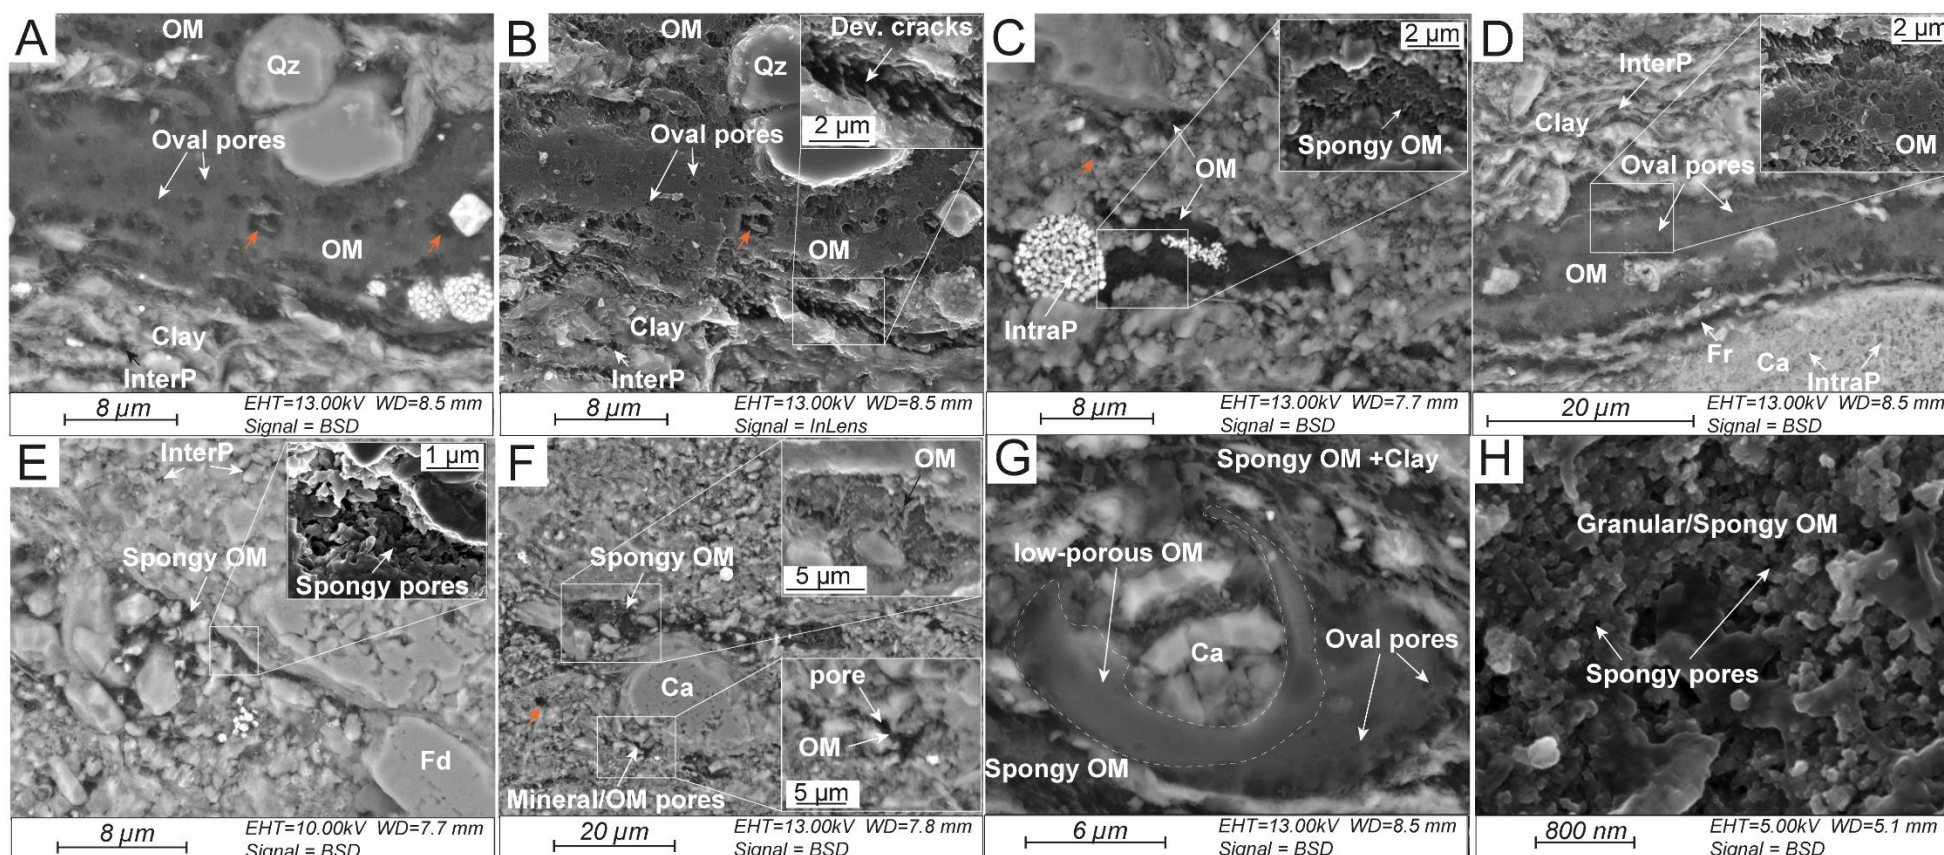 A
OM
Qz
Oval pores
OM
Clay
InterP
8 µm
EHT=13.00kV WD=8.5 mm
Signal = BSD
B
OM
Qz
Dev. cracks
2 µm
Oval pores
OM
Clay
InterP
8 µm
EHT=13.00kV WD=8.5 mm
Signal = InLens
C
2 µm
Spongy OM
OM
IntraP
8 µm
EHT=13.00kV WD=7.7 mm
Signal = BSD
D
2 µm
InterP
Clay
OM
Oval pores
OM
Fr
Ca
IntraP
20 µm
EHT=13.00kV WD=8.5 mm
Signal = BSD
E
InterP
1 µm
Spongy OM
Spongy pores
Fd
8 µm
EHT=10.00kV WD=7.7 mm
Signal = BSD
F
OM
Spongy OM
5 µm
Ca
pore
OM
Mineral/OM pores
5 µm
20 µm
EHT=13.00kV WD=7.8 mm
Signal = BSD
G
Spongy OM +Clay
low-porous OM
Ca
Oval pores
Spongy OM
6 µm
EHT=13.00kV WD=8.5 mm
Signal = BSD
H
Granular/Spongy OM
Spongy pores
800 nm
EHT=5.00kV WD=5.1 mm
Signal = BSD